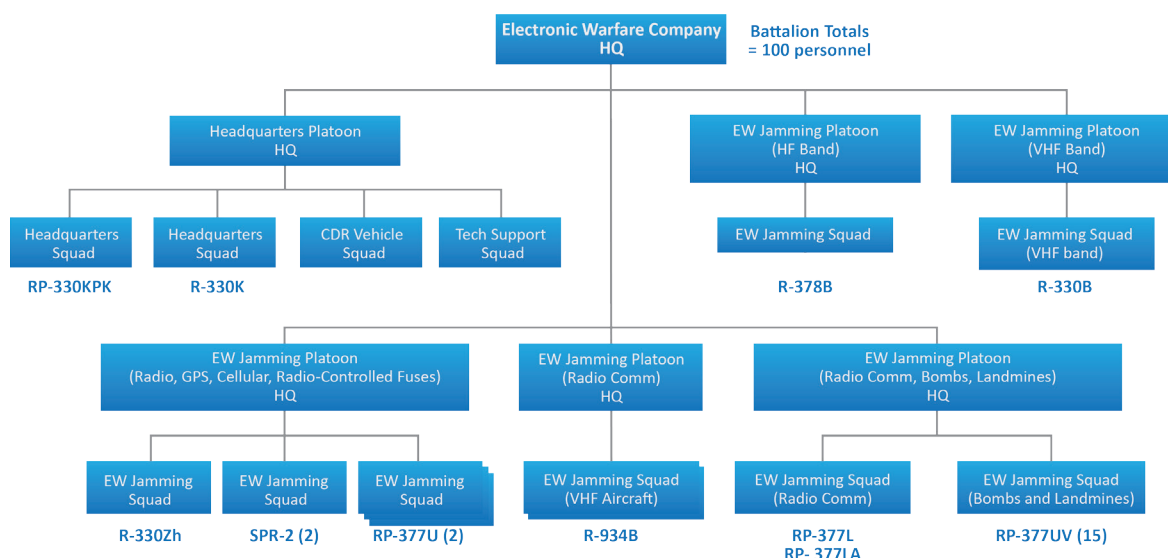 Electronic Warfare Company
HQ
Battalion Totals
= 100 personnel
Headquarters Platoon
HQ
EW Jamming Platoon
(HF Band)
HQ
EW Jamming Platoon
(VHF Band)
HQ
Headquarters
Squad
Headquarters
Squad
CDR Vehicle
Squad
Tech Support
Squad
EW Jamming Squad
EW Jamming Squad
(VHF band)
RP-330KPK
R-330K
R-378B
R-330B
EW Jamming Platoon
(Radio, GPS, Cellular, Radio-Controlled Fuses)
HQ
EW Jamming Platoon
(Radio Comm)
HQ
EW Jamming Platoon
(Radio Comm, Bombs, Landmines)
HQ
EW Jamming
Squad
EW Jamming
Squad
EW Jamming
Squad
EW Jamming Squad
(VHF Aircraft)
EW Jamming Squad
(Radio Comm)
EW Jamming Squad
(Bombs and Landmines)
R-330Zh
SPR-2 (2)
RP-377U (2)
R-934B
RP-377L
RP- 377LA
RP-377UV (15)